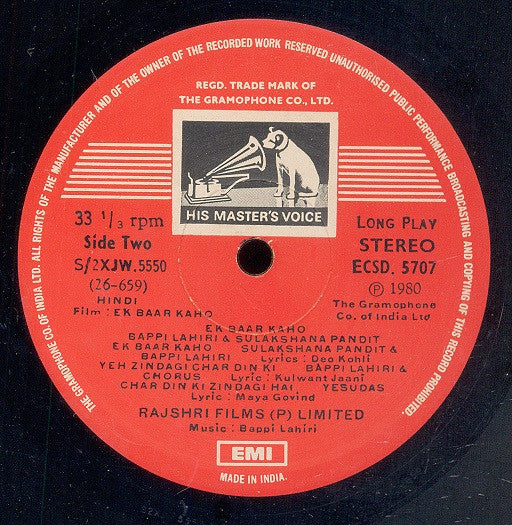 ALL RIGHTS OF THE MANUFACTURER AND OF THE OWNER OF THE RECORDED WORK RESERVED UNAUTHORISED PUBLIC PERFORMANCE BROADCASTING AND COPYING OF THIS RECORD PROHIBITED.
THE GRAMOPHONE CO. OF INDIA LTD.
REGD. TRADE MARK OF
THE GRAMOPHONE CO., LTD.
HIS MASTER'S VOICE
33 1/3 rpm
Side Two
S/2XJW.5550
(26-659)
HINDI
Film: EK BAAR KAHO
LONG PLAY
STEREO
ECSD. 5707
Ⓟ 1980
The Gramophone
Co. of India Ltd
EK BAAR KAHO
BAPPI LAHIRI & SULAKSHANA PANDIT
EK BAAR KAHO SULAKSHANA PANDIT &
BAPPI LAHIRI Lyrics: Deo Kohli
YEH ZINDAGI CHAR DIN KI BAPPI LAHIRI &
CHORUS Lyric: Kulwant Jaani
CHAR DIN KI ZINDAGI HAI, YESUDAS
Lyric: Maya Govind
RAJSHRI FILMS (P) LIMITED
Music: Bappi Lahiri
EMI
MADE IN INDIA.